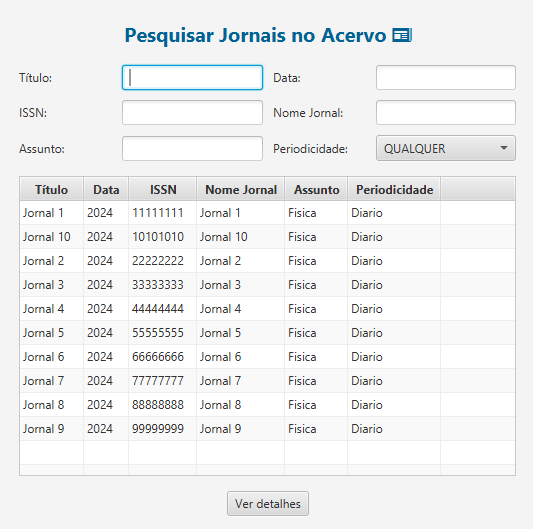 Pesquisar Jornais no Acervo
Título: Data:
ISSN: Nome Jornal:
Assunto: Periodicidade: QUALQUER
Título Data ISSN Nome Jornal Assunto Periodicidade
Jornal 1 2024 11111111 Jornal 1 Fisica Diario
Jornal 10 2024 10101010 Jornal 10 Fisica Diario
Jornal 2 2024 22222222 Jornal 2 Fisica Diario
Jornal 3 2024 33333333 Jornal 3 Fisica Diario
Jornal 4 2024 44444444 Jornal 4 Fisica Diario
Jornal 5 2024 55555555 Jornal 5 Fisica Diario
Jornal 6 2024 66666666 Jornal 6 Fisica Diario
Jornal 7 2024 77777777 Jornal 7 Fisica Diario
Jornal 8 2024 88888888 Jornal 8 Fisica Diario
Jornal 9 2024 99999999 Jornal 9 Fisica Diario
Ver detalhes